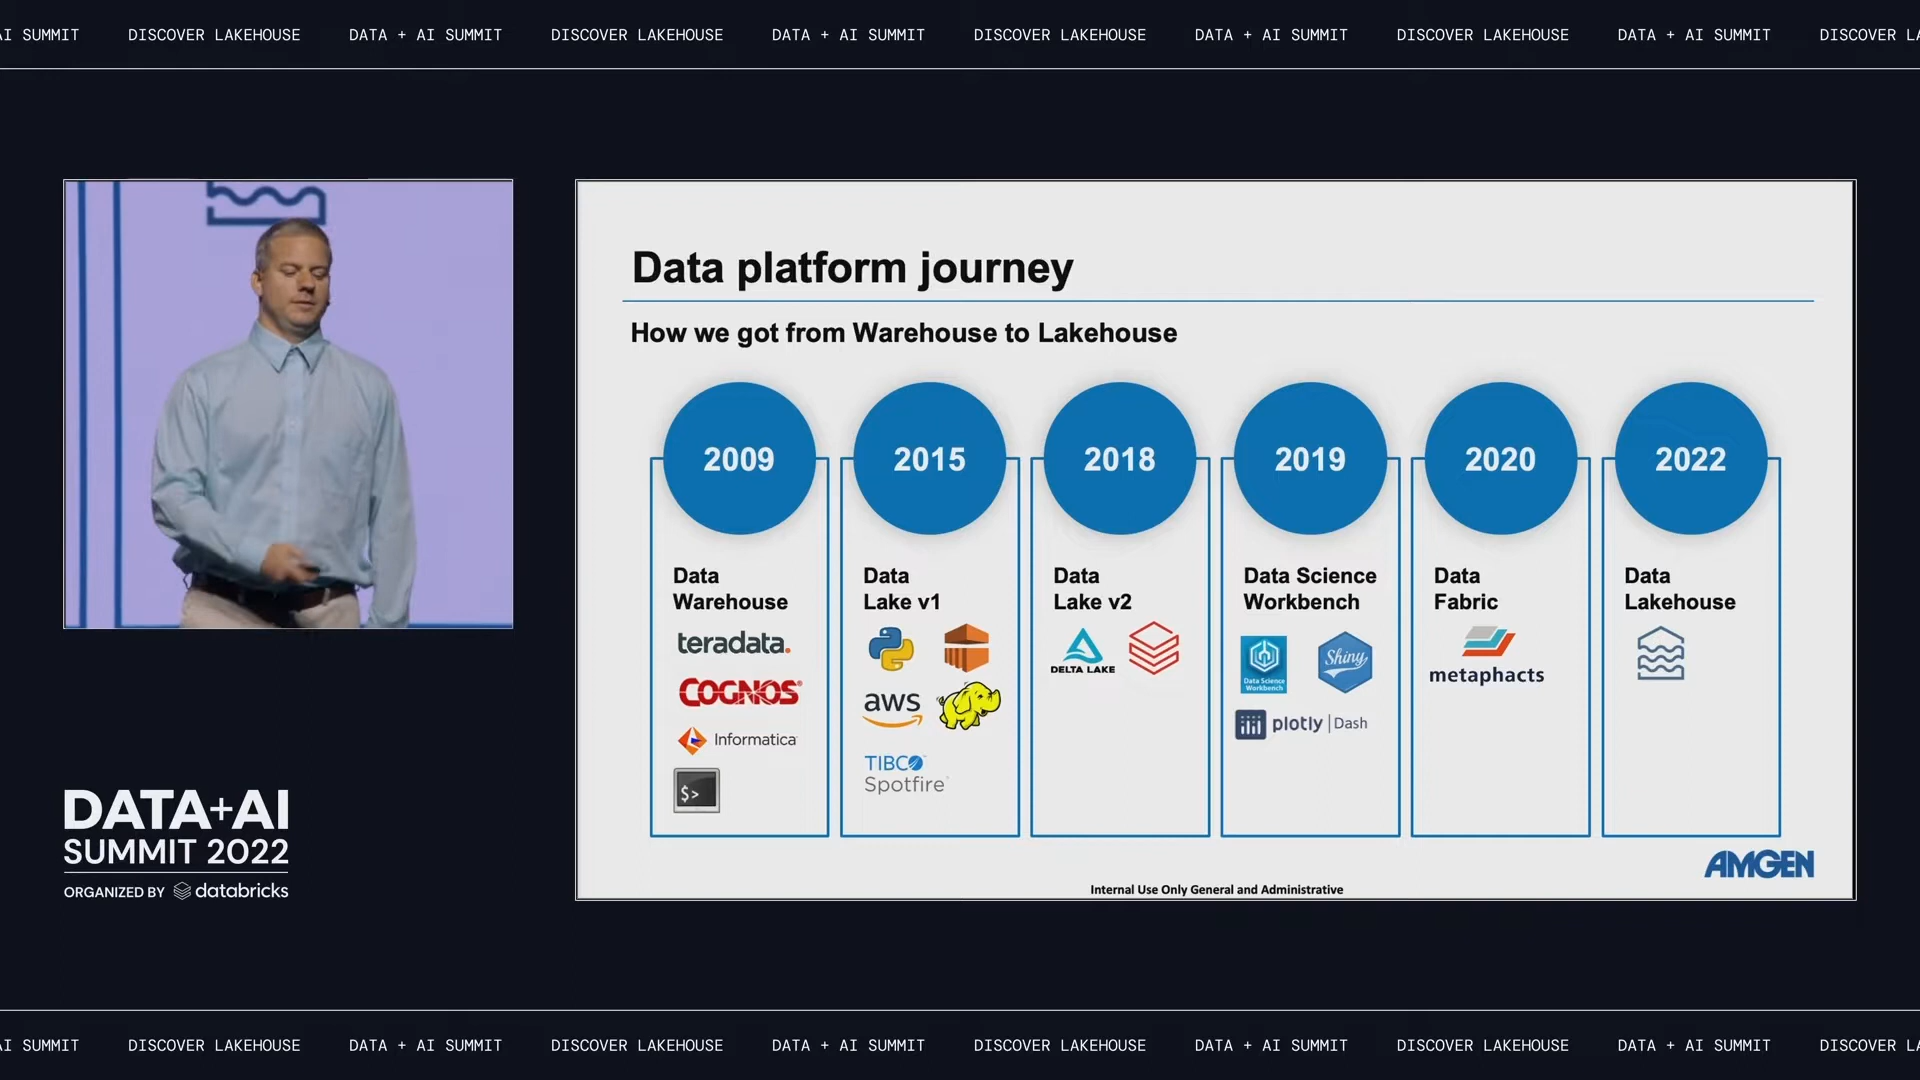 AI SUMMIT DISCOVER LAKEHOUSE DATA + AI SUMMIT DISCOVER LAKEHOUSE DATA + AI SUMMIT DISCOVER LAKEHOUSE DATA + AI SUMMIT DISCOVER LAKEHOUSE DATA + AI SUMMIT DISCOVER LA
Data platform journey
How we got from Warehouse to Lakehouse
2009
Data
Warehouse
teradata.
COGNOS®
Informatica
$>
2015
Data
Lake v1
aws
TIBCO
Spotfire
2018
Data
Lake v2
DELTA LAKE
2019
Data Science
Workbench
Data Science
Workbench
Shiny
plotly | Dash
2020
Data
Fabric
metaphacts
2022
Data
Lakehouse
AMGEN
Internal Use Only General and Administrative
DATA+AI
SUMMIT 2022
ORGANIZED BY databricks
AI SUMMIT DISCOVER LAKEHOUSE DATA + AI SUMMIT DISCOVER LAKEHOUSE DATA + AI SUMMIT DISCOVER LAKEHOUSE DATA + AI SUMMIT DISCOVER LAKEHOUSE DATA + AI SUMMIT DISCOVER LA